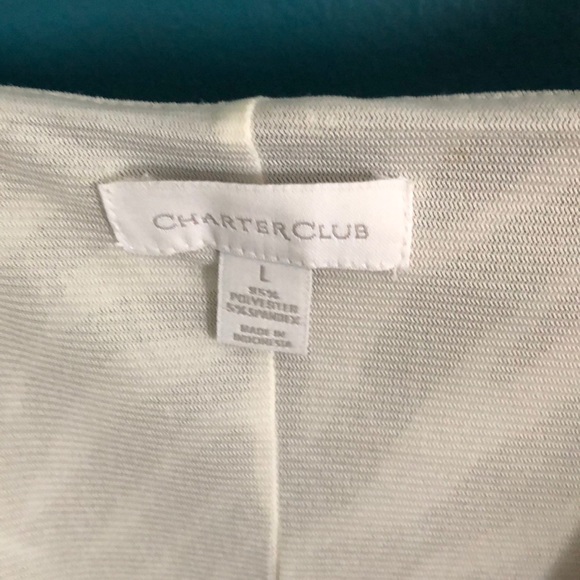 CHARTERCLUB
L
95%
POLYESTER
5%SPANDEX
MADE IN
INDONESIA